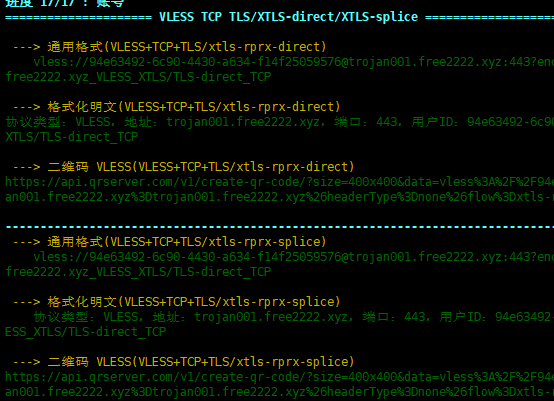 进度 17/17 : 账号
===================== VLESS TCP TLS/XTLS-direct/XTLS-splice ==================
---> 通用格式(VLESS+TCP+TLS/xtls-rprx-direct)
vless://94e63492-6c90-4430-a634-f14f25059576@trojan001.free2222.xyz:443?enc
free2222.xyz_VLESS_XTLS/TLS-direct_TCP
---> 格式化明文(VLESS+TCP+TLS/xtls-rprx-direct)
协议类型: VLESS, 地址: trojan001.free2222.xyz, 端口: 443, 用户ID: 94e63492-6c90
XTLS/TLS-direct_TCP
---> 二维码 VLESS(VLESS+TCP+TLS/xtls-rprx-direct)
https://api.qrserver.com/v1/create-qr-code/?size=400x400&data=vless%3A%2F%2F94e
an001.free2222.xyz%3Dtrojan001.free2222.xyz%26headerType%3Dnone%26flow%3Dxtls-r
---> 通用格式(VLESS+TCP+TLS/xtls-rprx-splice)
vless://94e63492-6c90-4430-a634-f14f25059576@trojan001.free2222.xyz:443?enc
free2222.xyz_VLESS_XTLS/TLS-direct_TCP
---> 格式化明文(VLESS+TCP+TLS/xtls-rprx-splice)
协议类型: VLESS, 地址: trojan001.free2222.xyz, 端口: 443, 用户ID: 94e63492
ESS_XTLS/TLS-direct_TCP
---> 二维码 VLESS(VLESS+TCP+TLS/xtls-rprx-splice)
https://api.qrserver.com/v1/create-qr-code/?size=400x400&data=vless%3A%2F%2F94e
an001.free2222.xyz%3Dtrojan001.free2222.xyz%26headerType%3Dnone%26flow%3Dxtls-r